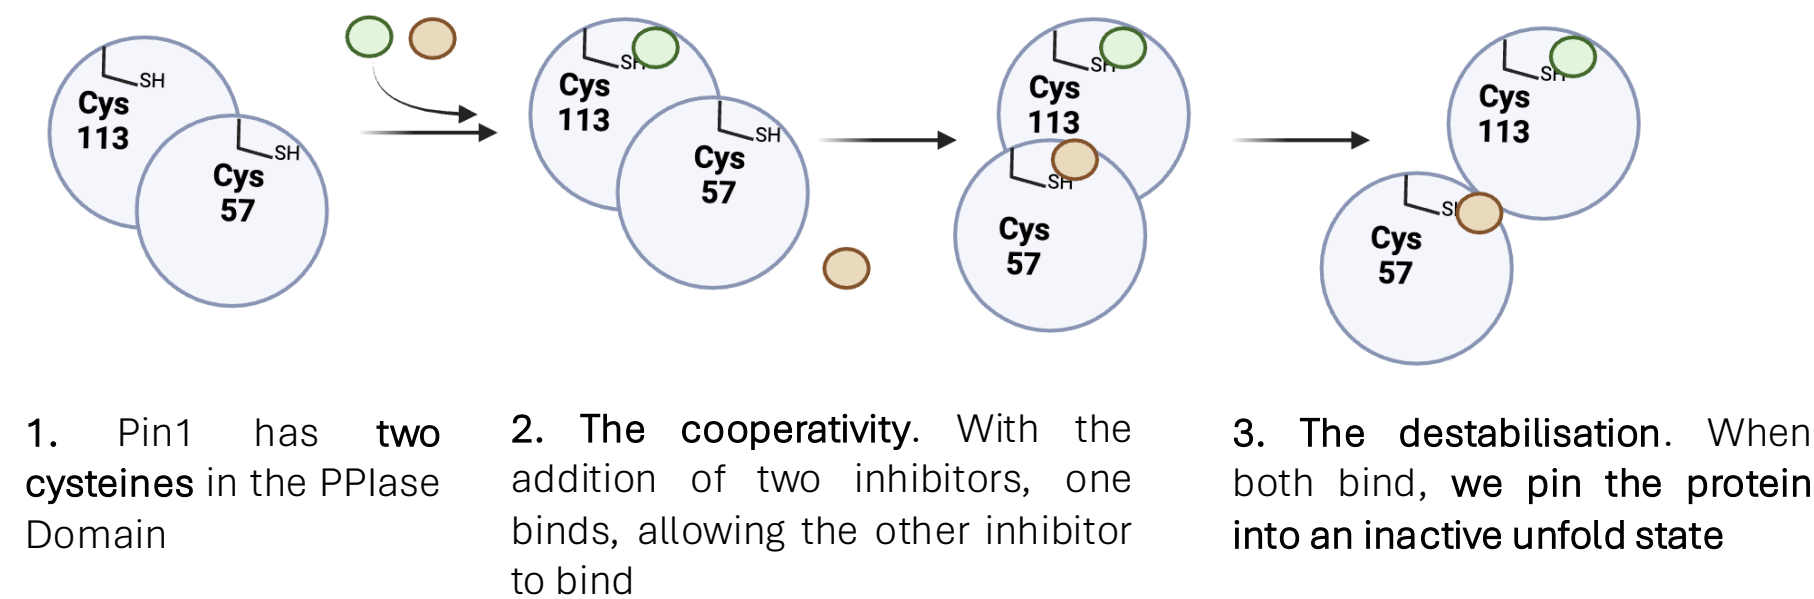 SH
Cys
113
SH
Cys
57
SH
Cys
113
SH
Cys
57
SH
Cys
113
SH
Cys
57
SH
Cys
113
SH
Cys
57
1. Pin1 has two
cysteines in the PPIase
Domain
2. The cooperativity. With the
addition of two inhibitors, one
binds, allowing the other inhibitor
to bind
3. The destabilisation. When
both bind, we pin the protein
into an inactive unfold state